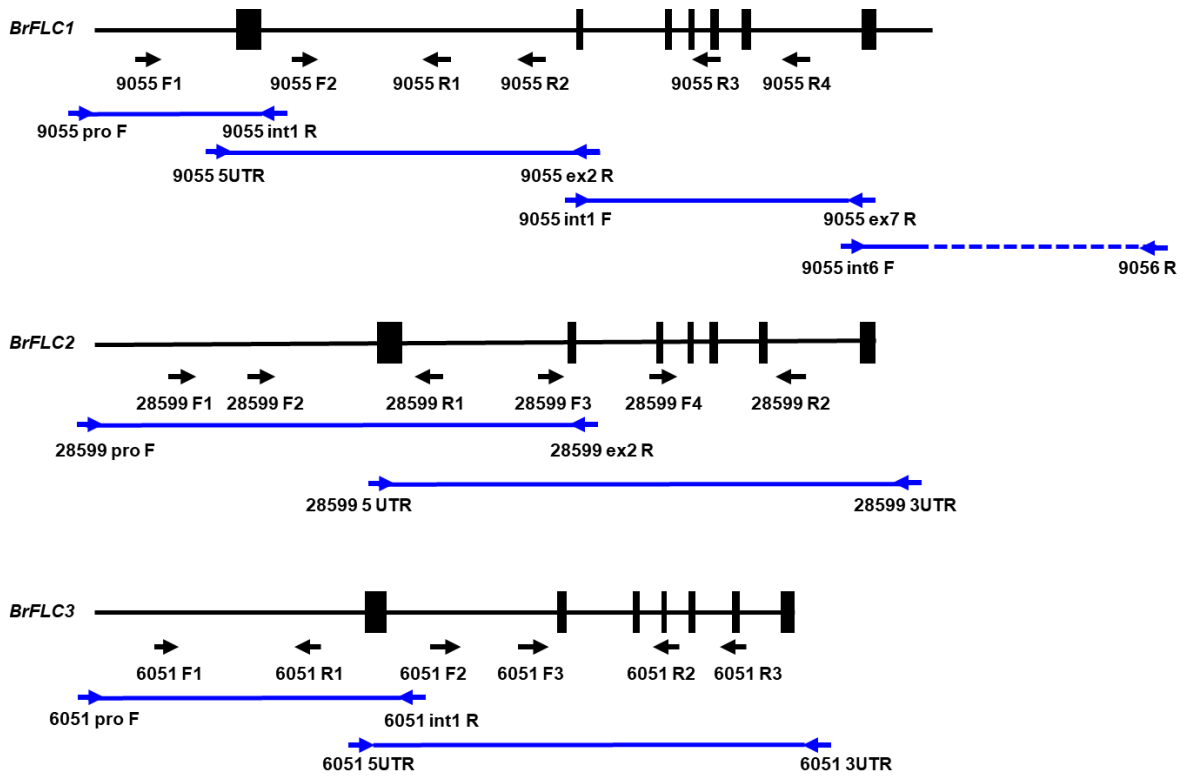 BrFLC1
9055 F1 9055 F2 9055 R1 9055 R2 9055 R3 9055 R4
9055 pro F 9055 int1 R
9055 5UTR 9055 ex2 R
9055 int1 F 9055 ex7 R
9055 int6 F 9056 R
BrFLC2
28599 F1 28599 F2 28599 R1 28599 F3 28599 F4 28599 R2
28599 pro F 28599 ex2 R
28599 5 UTR 28599 3UTR
BrFLC3
6051 F1 6051 R1 6051 F2 6051 F3 6051 R2 6051 R3
6051 pro F 6051 int1 R
6051 5UTR 6051 3UTR